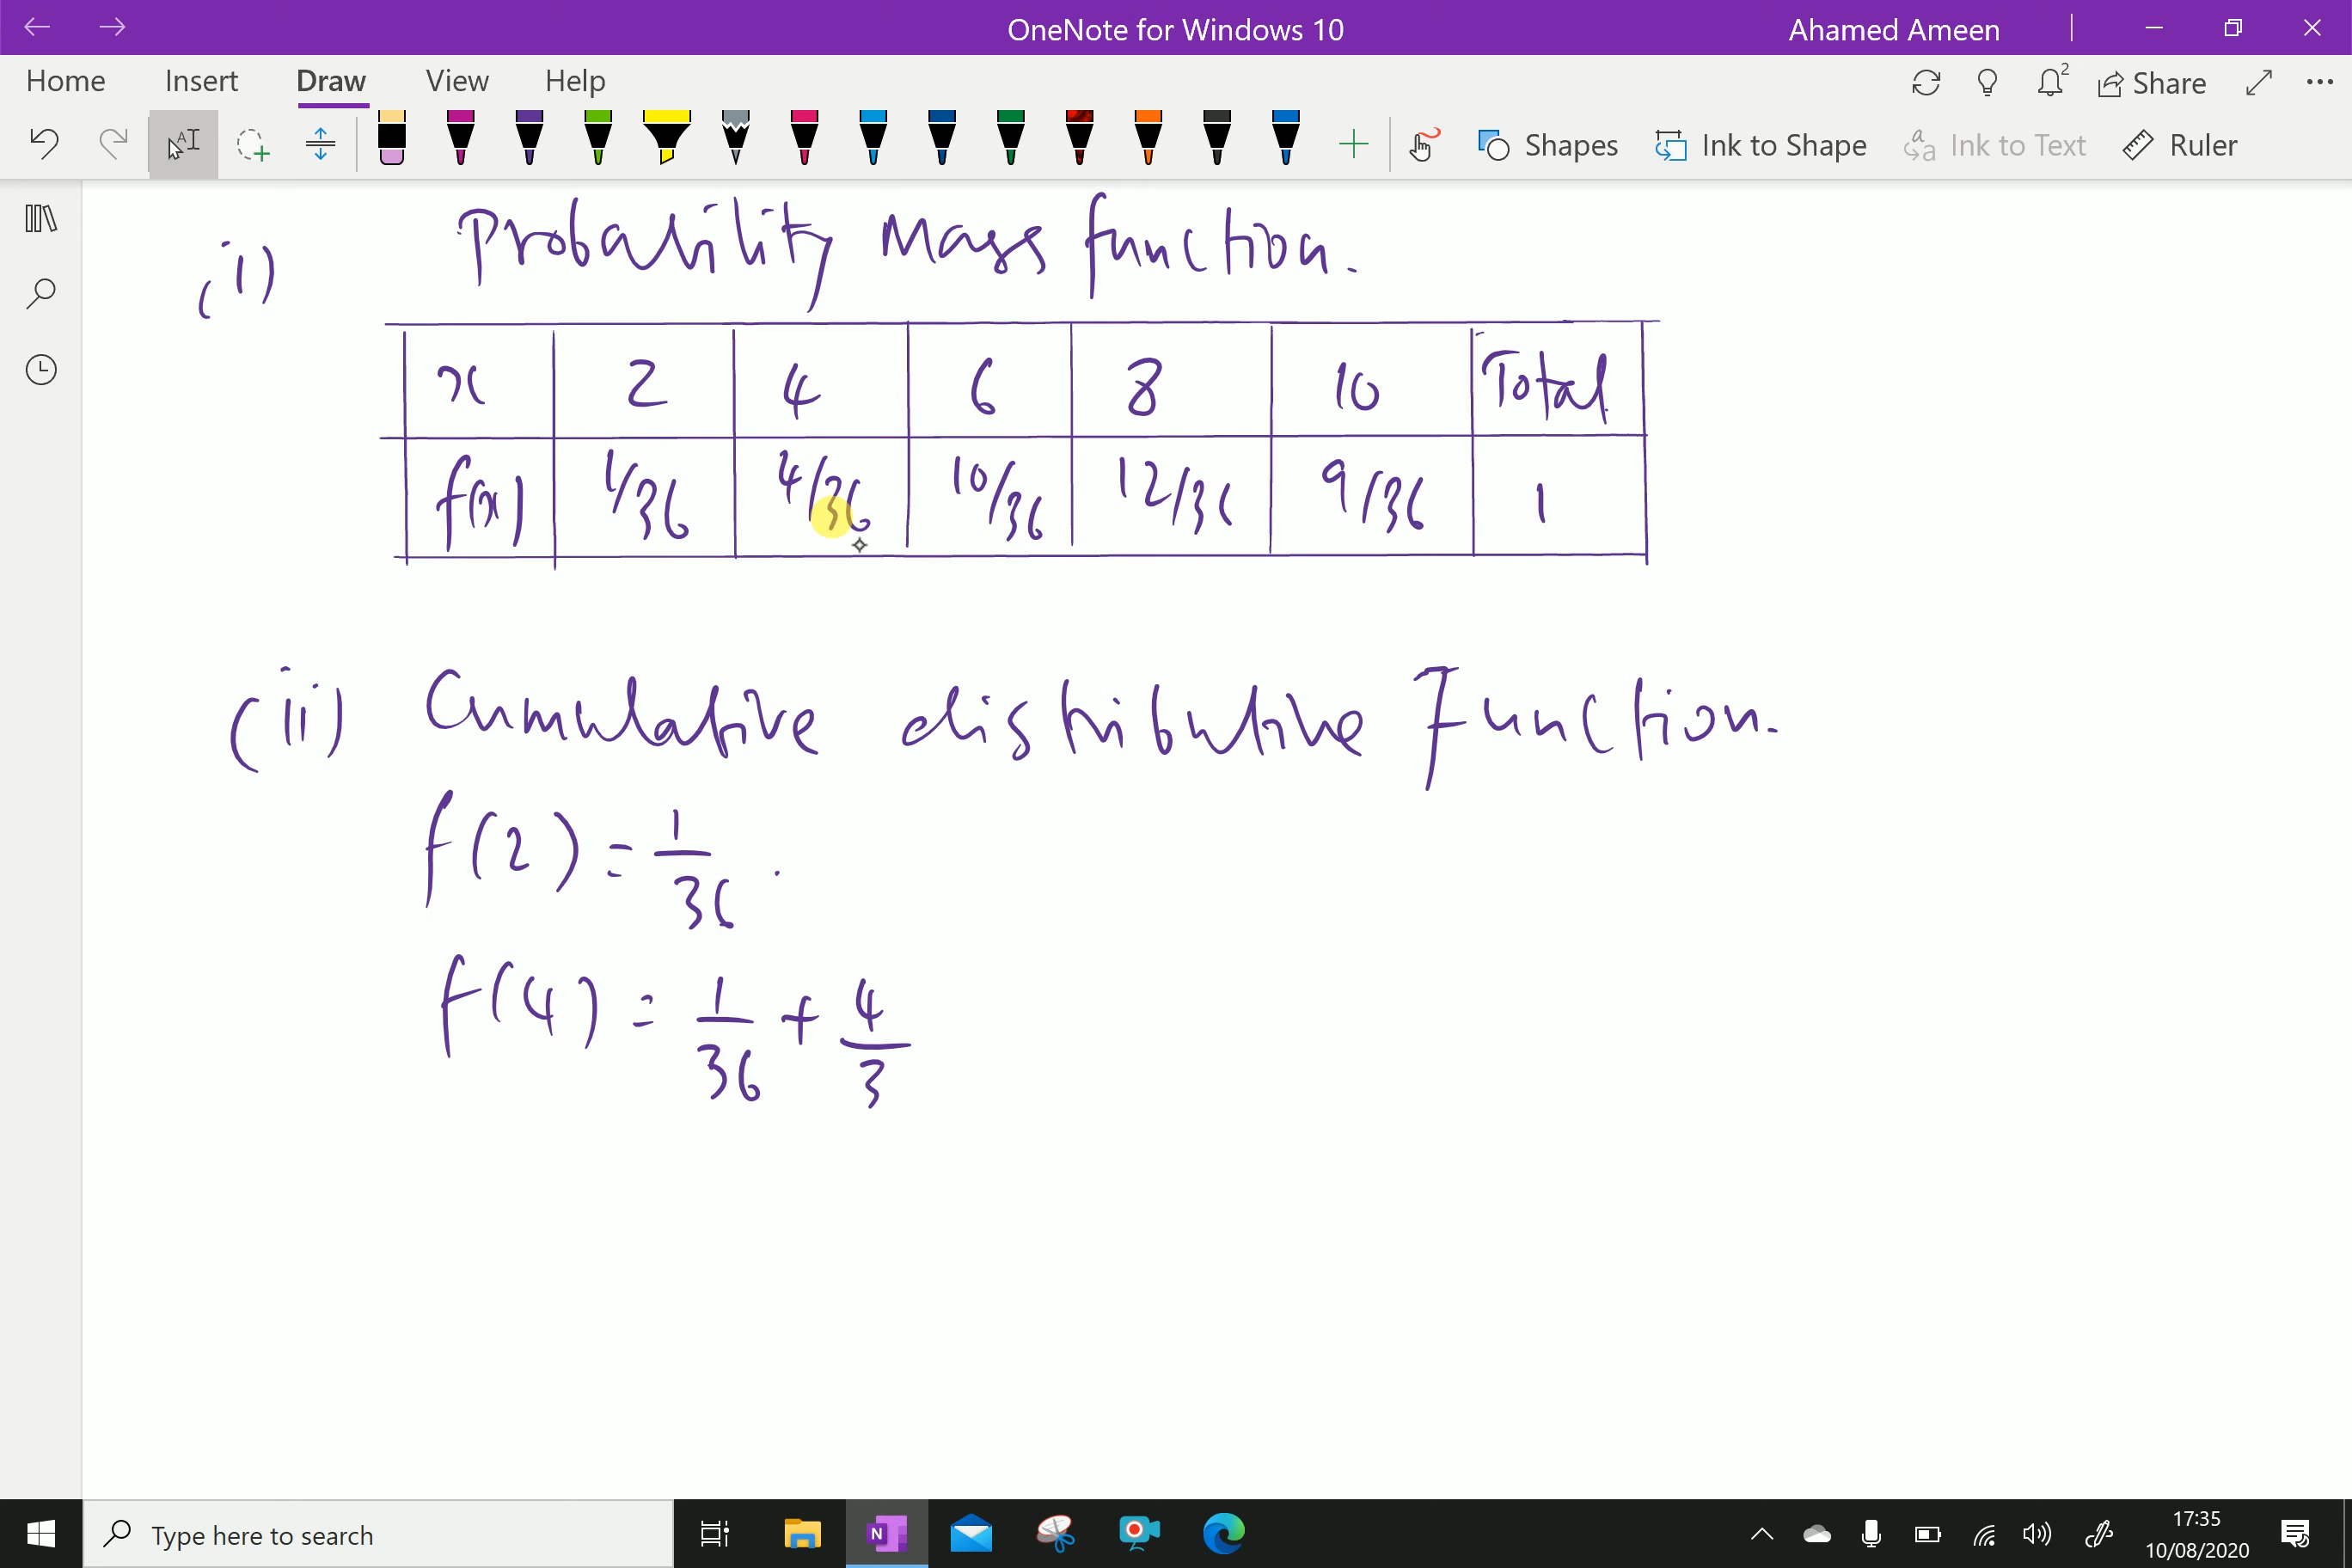 OneNote for Windows 10 Ahamed Ameen
Home Insert Draw View Help 2 Share
Shapes Ink to Shape Ink to Text Ruler
(i) Probability Mass function.
x 2 4 6 8 10 Total
f(x) 1/36 4/36 10/36 12/36 9/36 1
(ii) Cumulative distributive Function.
f(2) = 1/36 .
f(4) = 1/36 + 4/3
Type here to search 17:35
10/08/2020